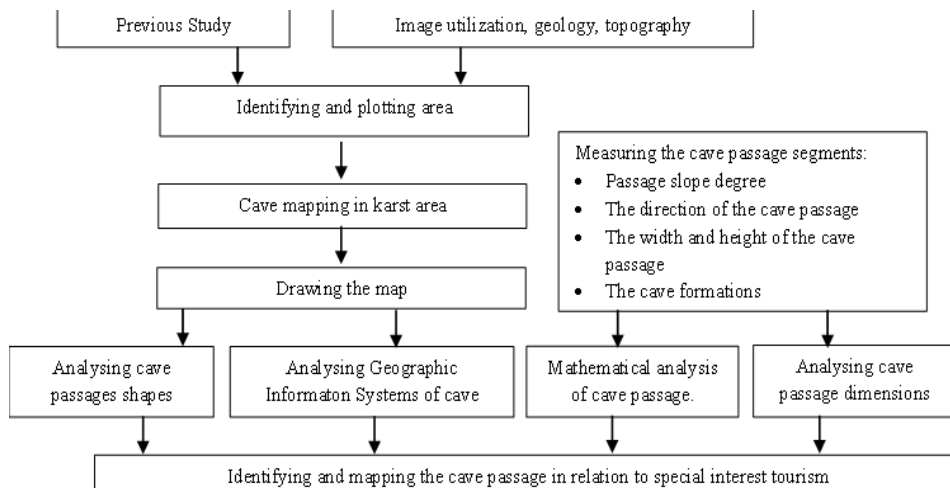 Previous Study
Image utilization, geology, topography
Identifying and plotting area
Cave mapping in karst area
Drawing the map
Measuring the cave passage segments:
• Passage slope degree
• The direction of the cave passage
• The width and height of the cave
passage
• The cave formations
Analysing cave
passages shapes
Analysing Geographic
Informaton Systems of cave
Mathematical analysis
of cave passage.
Analysing cave
passage dimensions
Identifying and mapping the cave passage in relation to special interest tourism